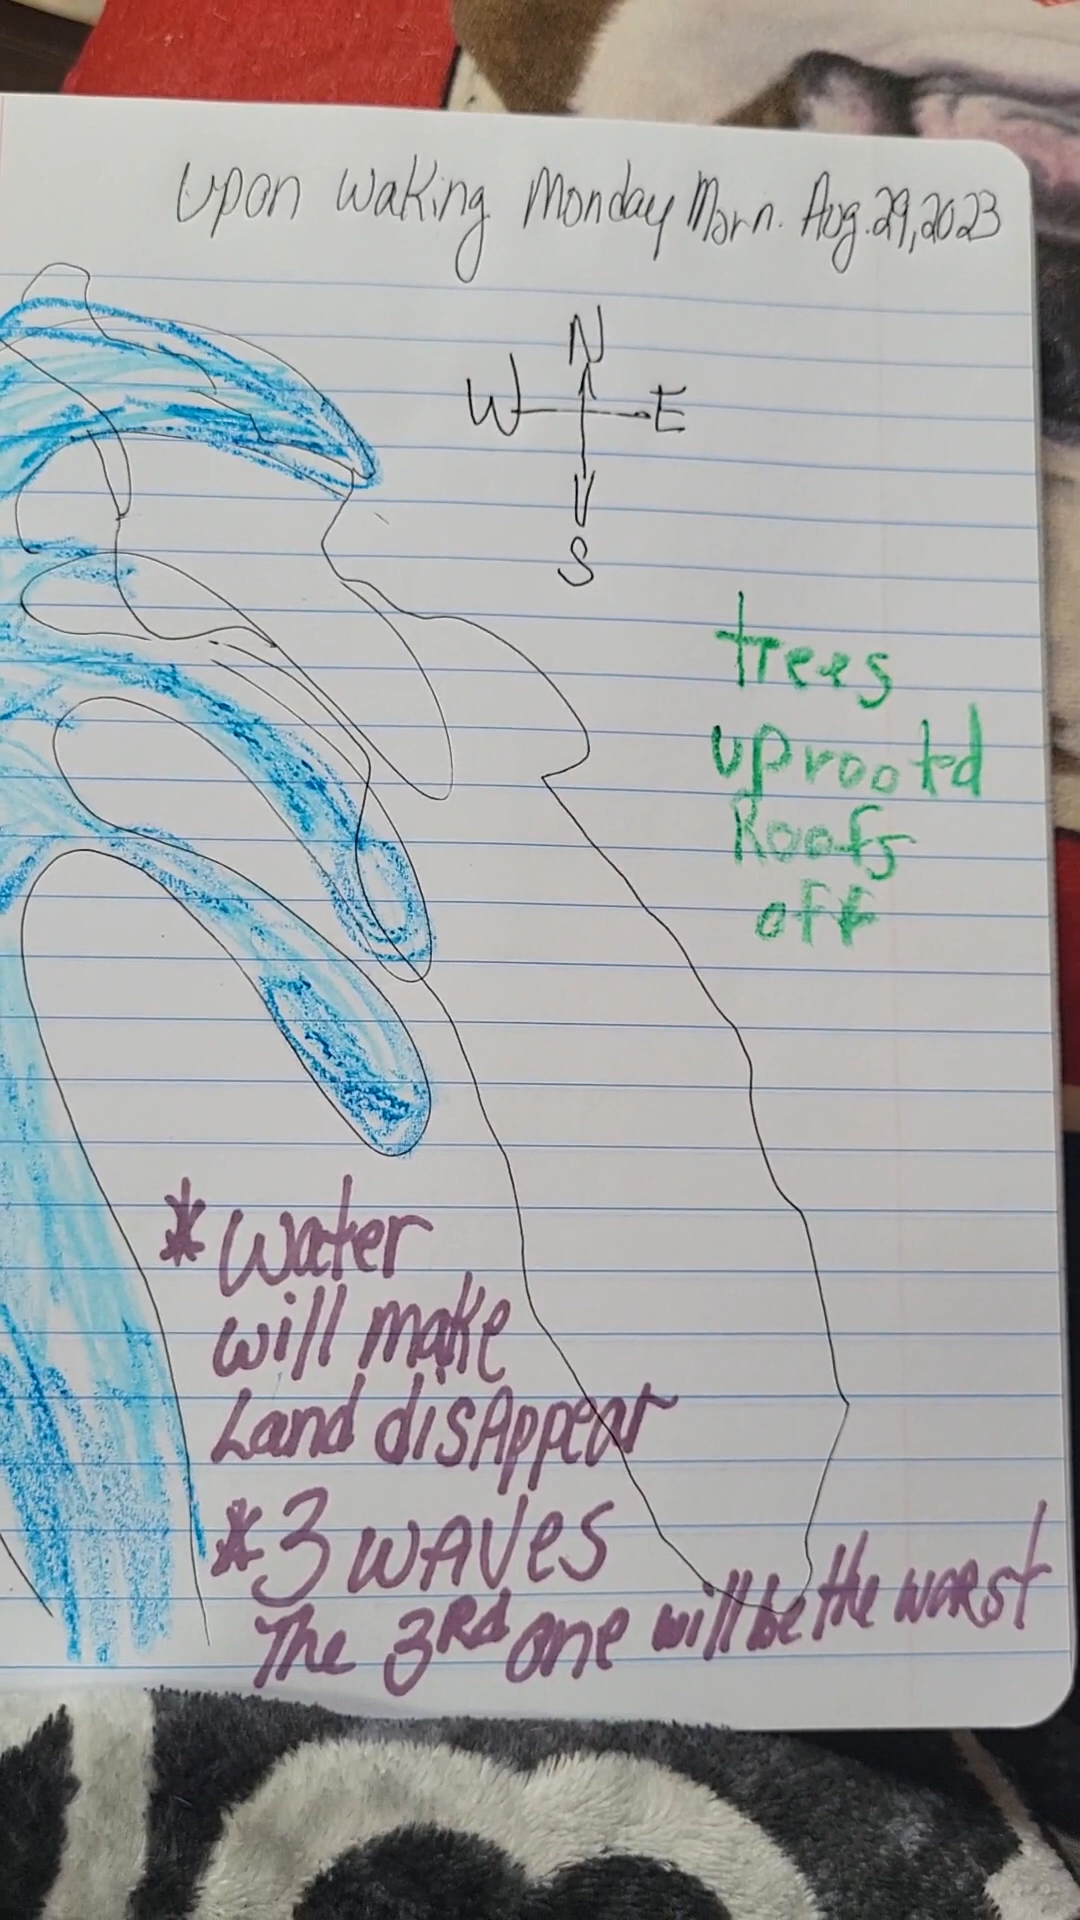 Upon Waking Monday Morn. Aug. 29, 2023
N
W E
S
trees
uprootd
Roofs
off
* Water
will make
Land disAppear
* 3 WAVes
The 3Rd one will be the worst